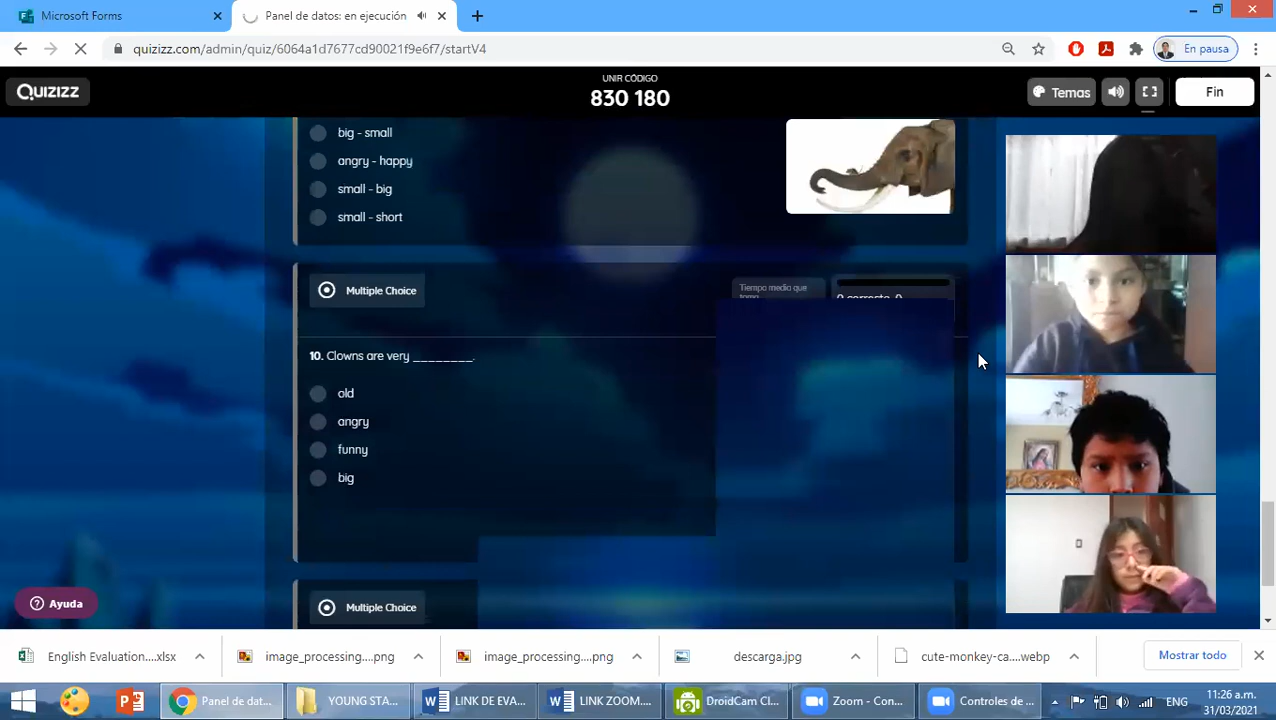 Microsoft Forms
Panel de datos: en ejecución
quizizz.com/admin/quiz/6064a1d7677cd90021f9e6f7/startV4
En pausa
QUIZIZZ
UNIR CÓDIGO
830 180
Temas
Fin
big - small
angry - happy
small - big
small - short
Multiple Choice
Tiempo medio que
10. Clowns are very ________.
old
angry
funny
big
Multiple Choice
Ayuda
English Evaluation....xlsx
image_processing....png
image_processing....png
descarga.jpg
cute-monkey-ca....webp
Mostrar todo
Panel de dat...
YOUNG STA...
LINK DE EVA...
LINK ZOOM....
DroidCam Cl...
Zoom - Con...
Controles de ...
ENG
11:26 a.m.
31/03/2021